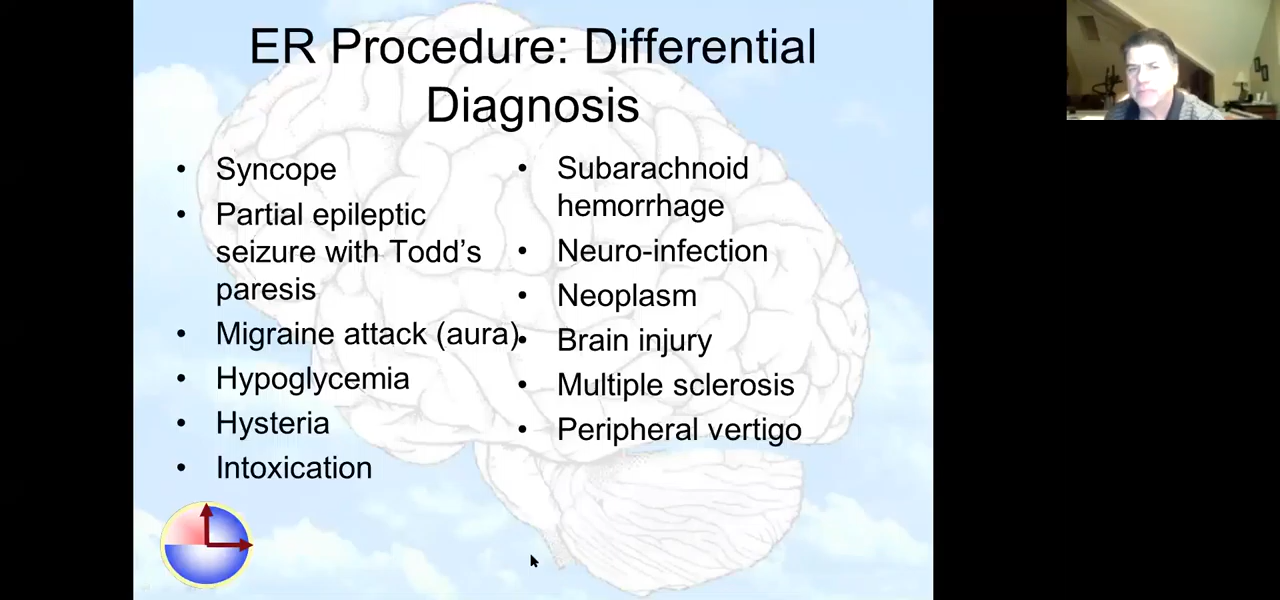 ER Procedure: Differential
Diagnosis
• Syncope
• Partial epileptic
seizure with Todd’s
paresis
• Migraine attack (aura)
• Hypoglycemia
• Hysteria
• Intoxication
• Subarachnoid
hemorrhage
• Neuro-infection
• Neoplasm
• Brain injury
• Multiple sclerosis
• Peripheral vertigo